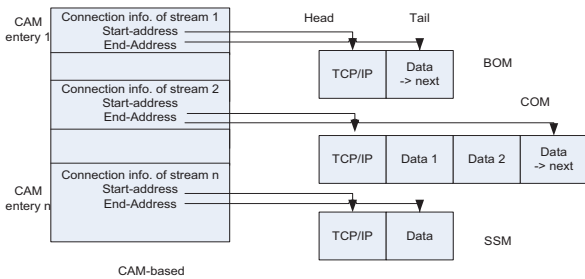 CAM
entery 1
Connection info. of stream 1
Start-address
End-Address
Head
Tail
TCP/IP
Data
-> next
BOM
Connection info. of stream 2
Start-address
End-Address
COM
TCP/IP
Data 1
Data 2
Data
-> next
CAM
entery n
Connection info. of stream n
Start-address
End-Address
TCP/IP
Data
SSM
CAM-based